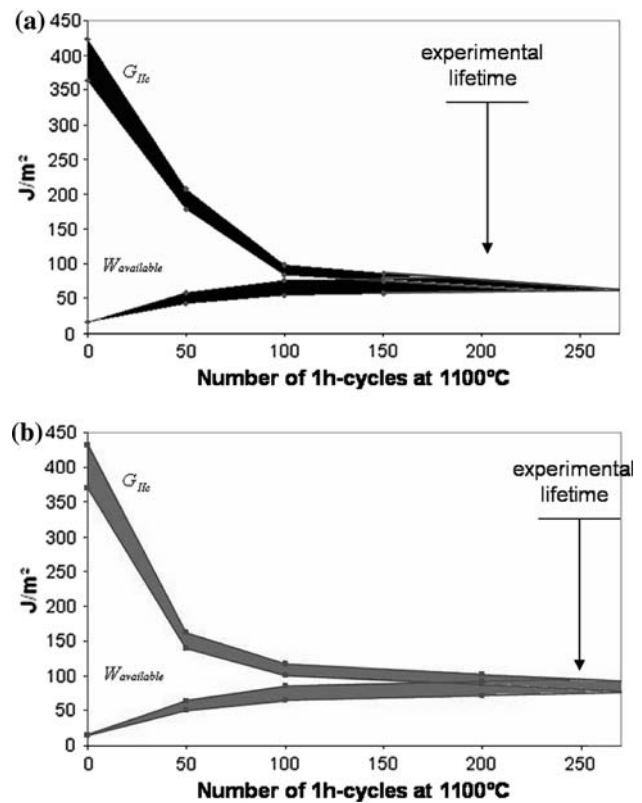 (a)
450
400
350
300
250
200
150
100
50
0
J/m²
G_IIc
W_available
experimental
lifetime
0 50 100 150 200 250
Number of 1h-cycles at 1100°C
(b)
450
400
350
300
250
200
150
100
50
0
J/m²
G_IIc
W_available
experimental
lifetime
0 50 100 150 200 250
Number of 1h-cycles at 1100°C